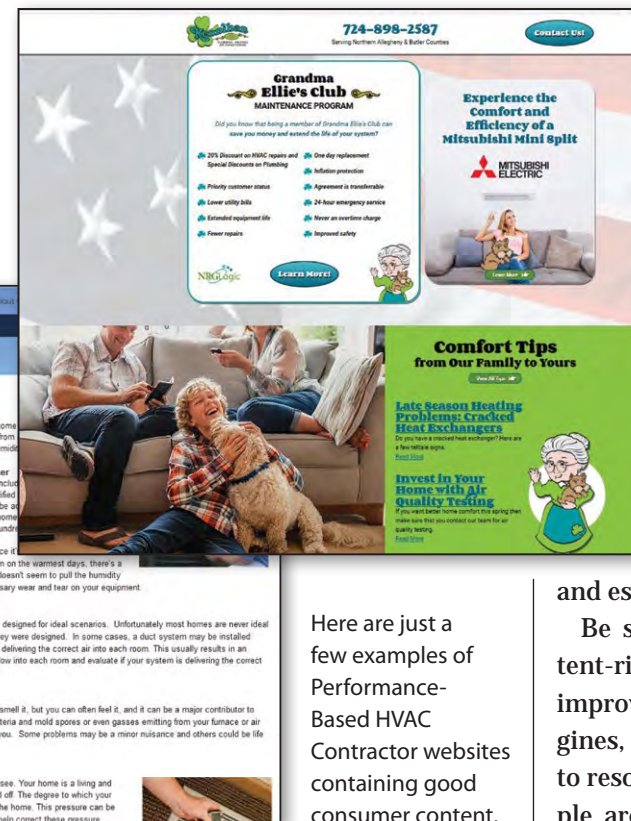 724-898-2587
Serving Northern Allegheny & Butler Counties
Contact Us!
Grandma
Ellie's Club
MAINTENANCE PROGRAM
Did you know that being a member of Grandma Ellie's Club can
save you money and extend the life of your system?
20% Discount on HVAC repairs and
Special Discounts on Plumbing
Priority customer status
Lower utility bills
Extended equipment life
Fewer repairs
One day replacement
Inflation protection
Agreement is transferrable
24-hour emergency service
Never an overtime charge
Improved safety
Learn More!
Experience the
Comfort and
Efficiency of a
Mitsubishi Mini Split
MITSUBISHI
ELECTRIC
Learn More
Comfort Tips
from Our Family to Yours
View All Tips
Late Season Heating
Problems: Cracked
Heat Exchangers
Do you have a cracked heat exchanger? Here are
a few telltale signs.
Read More
Invest in Your
Home with Air
Quality Testing
If you want better home comfort this spring then
make sure that you contact our team for air
quality testing.
Read More
n on the warmest days, there's a
doesn't seem to pull the humidity
sary wear and tear on your equipment.
designed for ideal scenarios. Unfortunately most homes are never ideal
ey were designed. In some cases, a duct system may be installed
delivering the correct air into each room. This usually results in an
low into each room and evaluate if your system is delivering the correct
smell it, but you can often feel it, and it can be a major contributor to
teria and mold spores or even gasses emitting from your furnace or air
you. Some problems may be a minor nuisance and others could be life
see. Your home is a living and
l off. The degree to which your
the home. This pressure can be
help correct these pressure
Here are just a
few examples of
Performance-
Based HVAC
Contractor websites
containing good
consumer content.
and es
Be s
tent-ri
improv
gines,
to reso
ple are